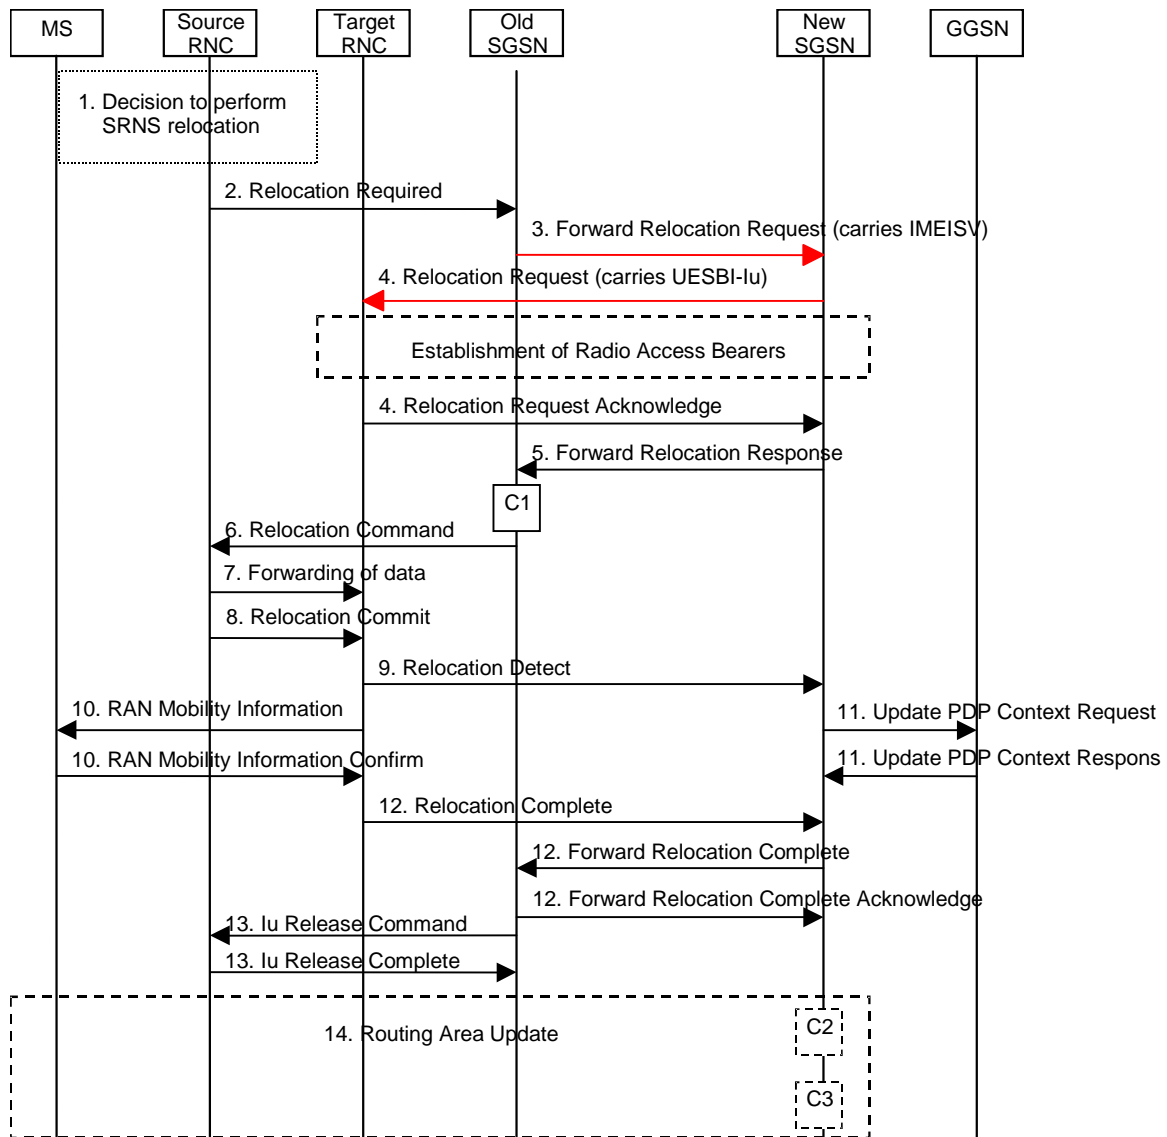 MS
Source
RNC
Target
RNC
Old
SGSN
New
SGSN
GGSN
1. Decision to perform
SRNS relocation
2. Relocation Required
3. Forward Relocation Request (carries IMEISV)
4. Relocation Request (carries UESBI-Iu)
Establishment of Radio Access Bearers
4. Relocation Request Acknowledge
5. Forward Relocation Response
C1
6. Relocation Command
7. Forwarding of data
8. Relocation Commit
9. Relocation Detect
10. RAN Mobility Information
11. Update PDP Context Request
10. RAN Mobility Information Confirm
11. Update PDP Context Respons
12. Relocation Complete
12. Forward Relocation Complete
12. Forward Relocation Complete Acknowledge
13. Iu Release Command
13. Iu Release Complete
14. Routing Area Update
C2
C3